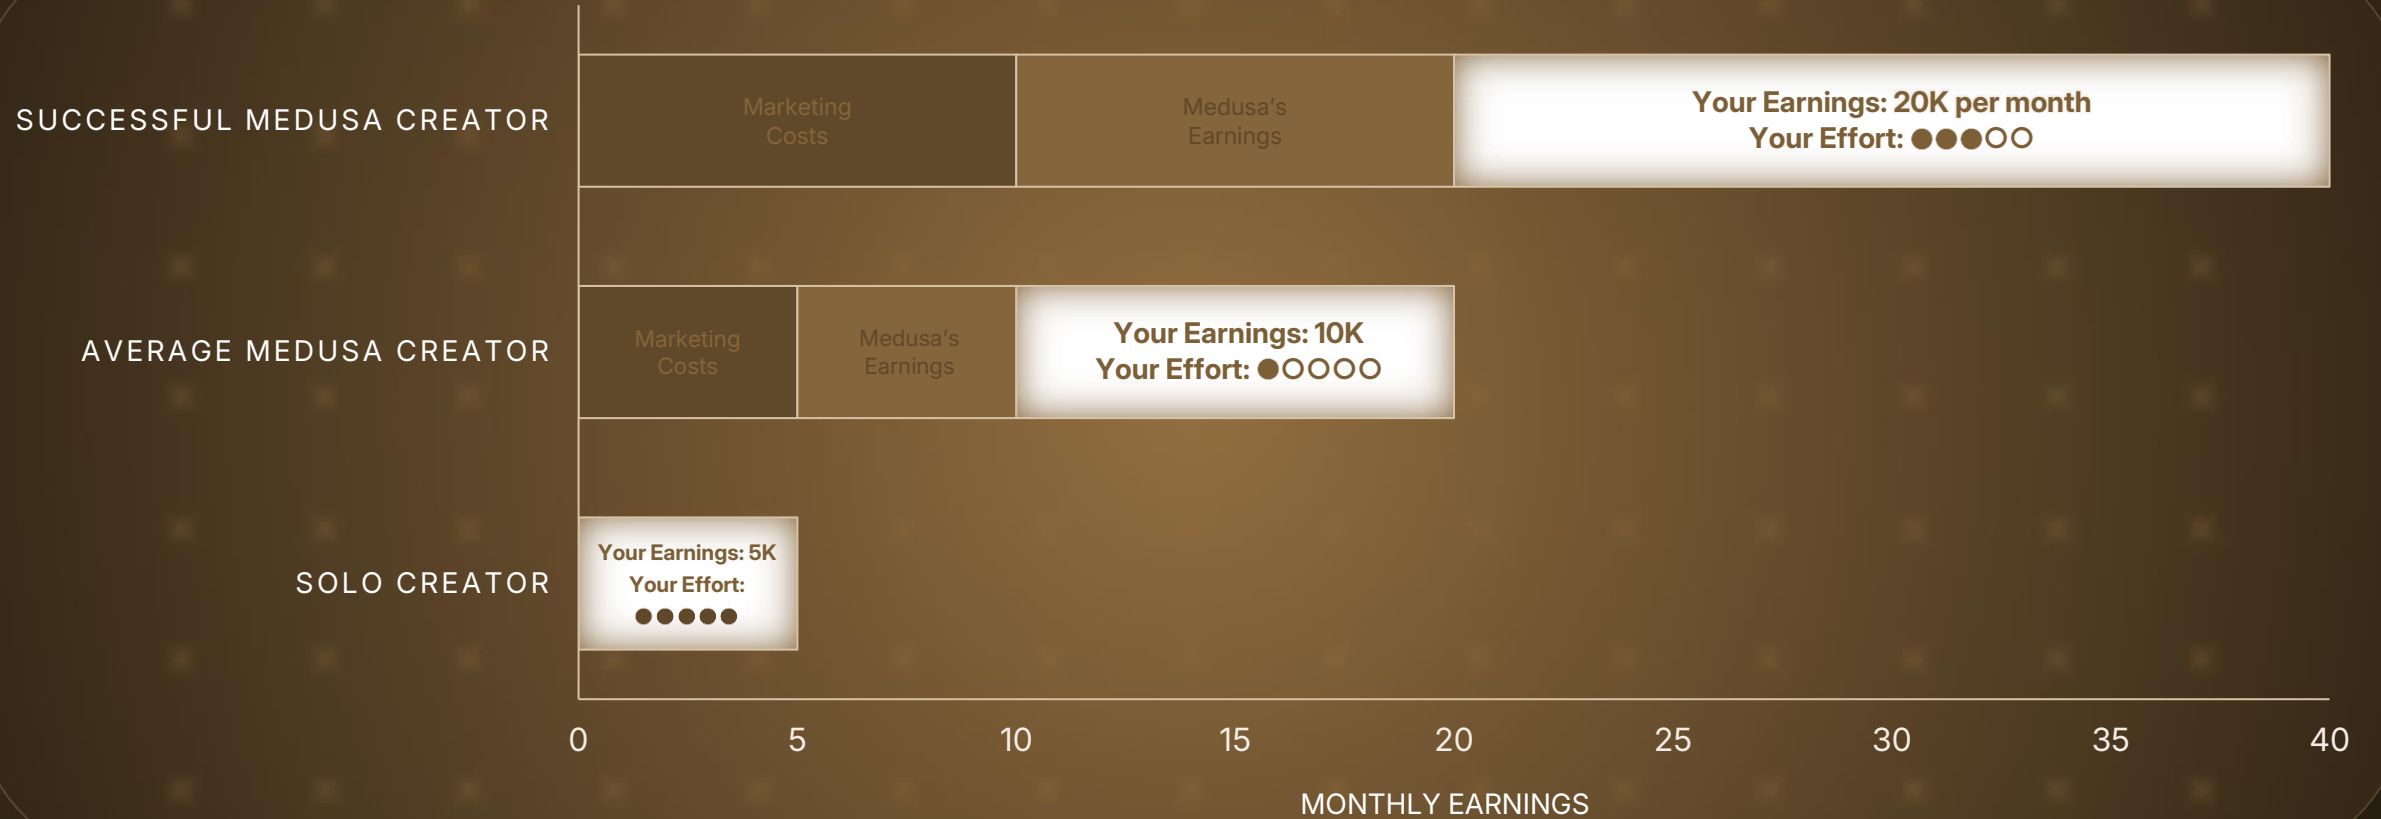 SUCCESSFUL MEDUSA CREATOR
Marketing
Costs
Medusa's
Earnings
Your Earnings: 20K per month
Your Effort: ●●●○○
AVERAGE MEDUSA CREATOR
Marketing
Costs
Medusa's
Earnings
Your Earnings: 10K
Your Effort: ●○○○○
SOLO CREATOR
Your Earnings: 5K
Your Effort:
●●●●●
0 5 10 15 20 25 30 35 40
MONTHLY EARNINGS